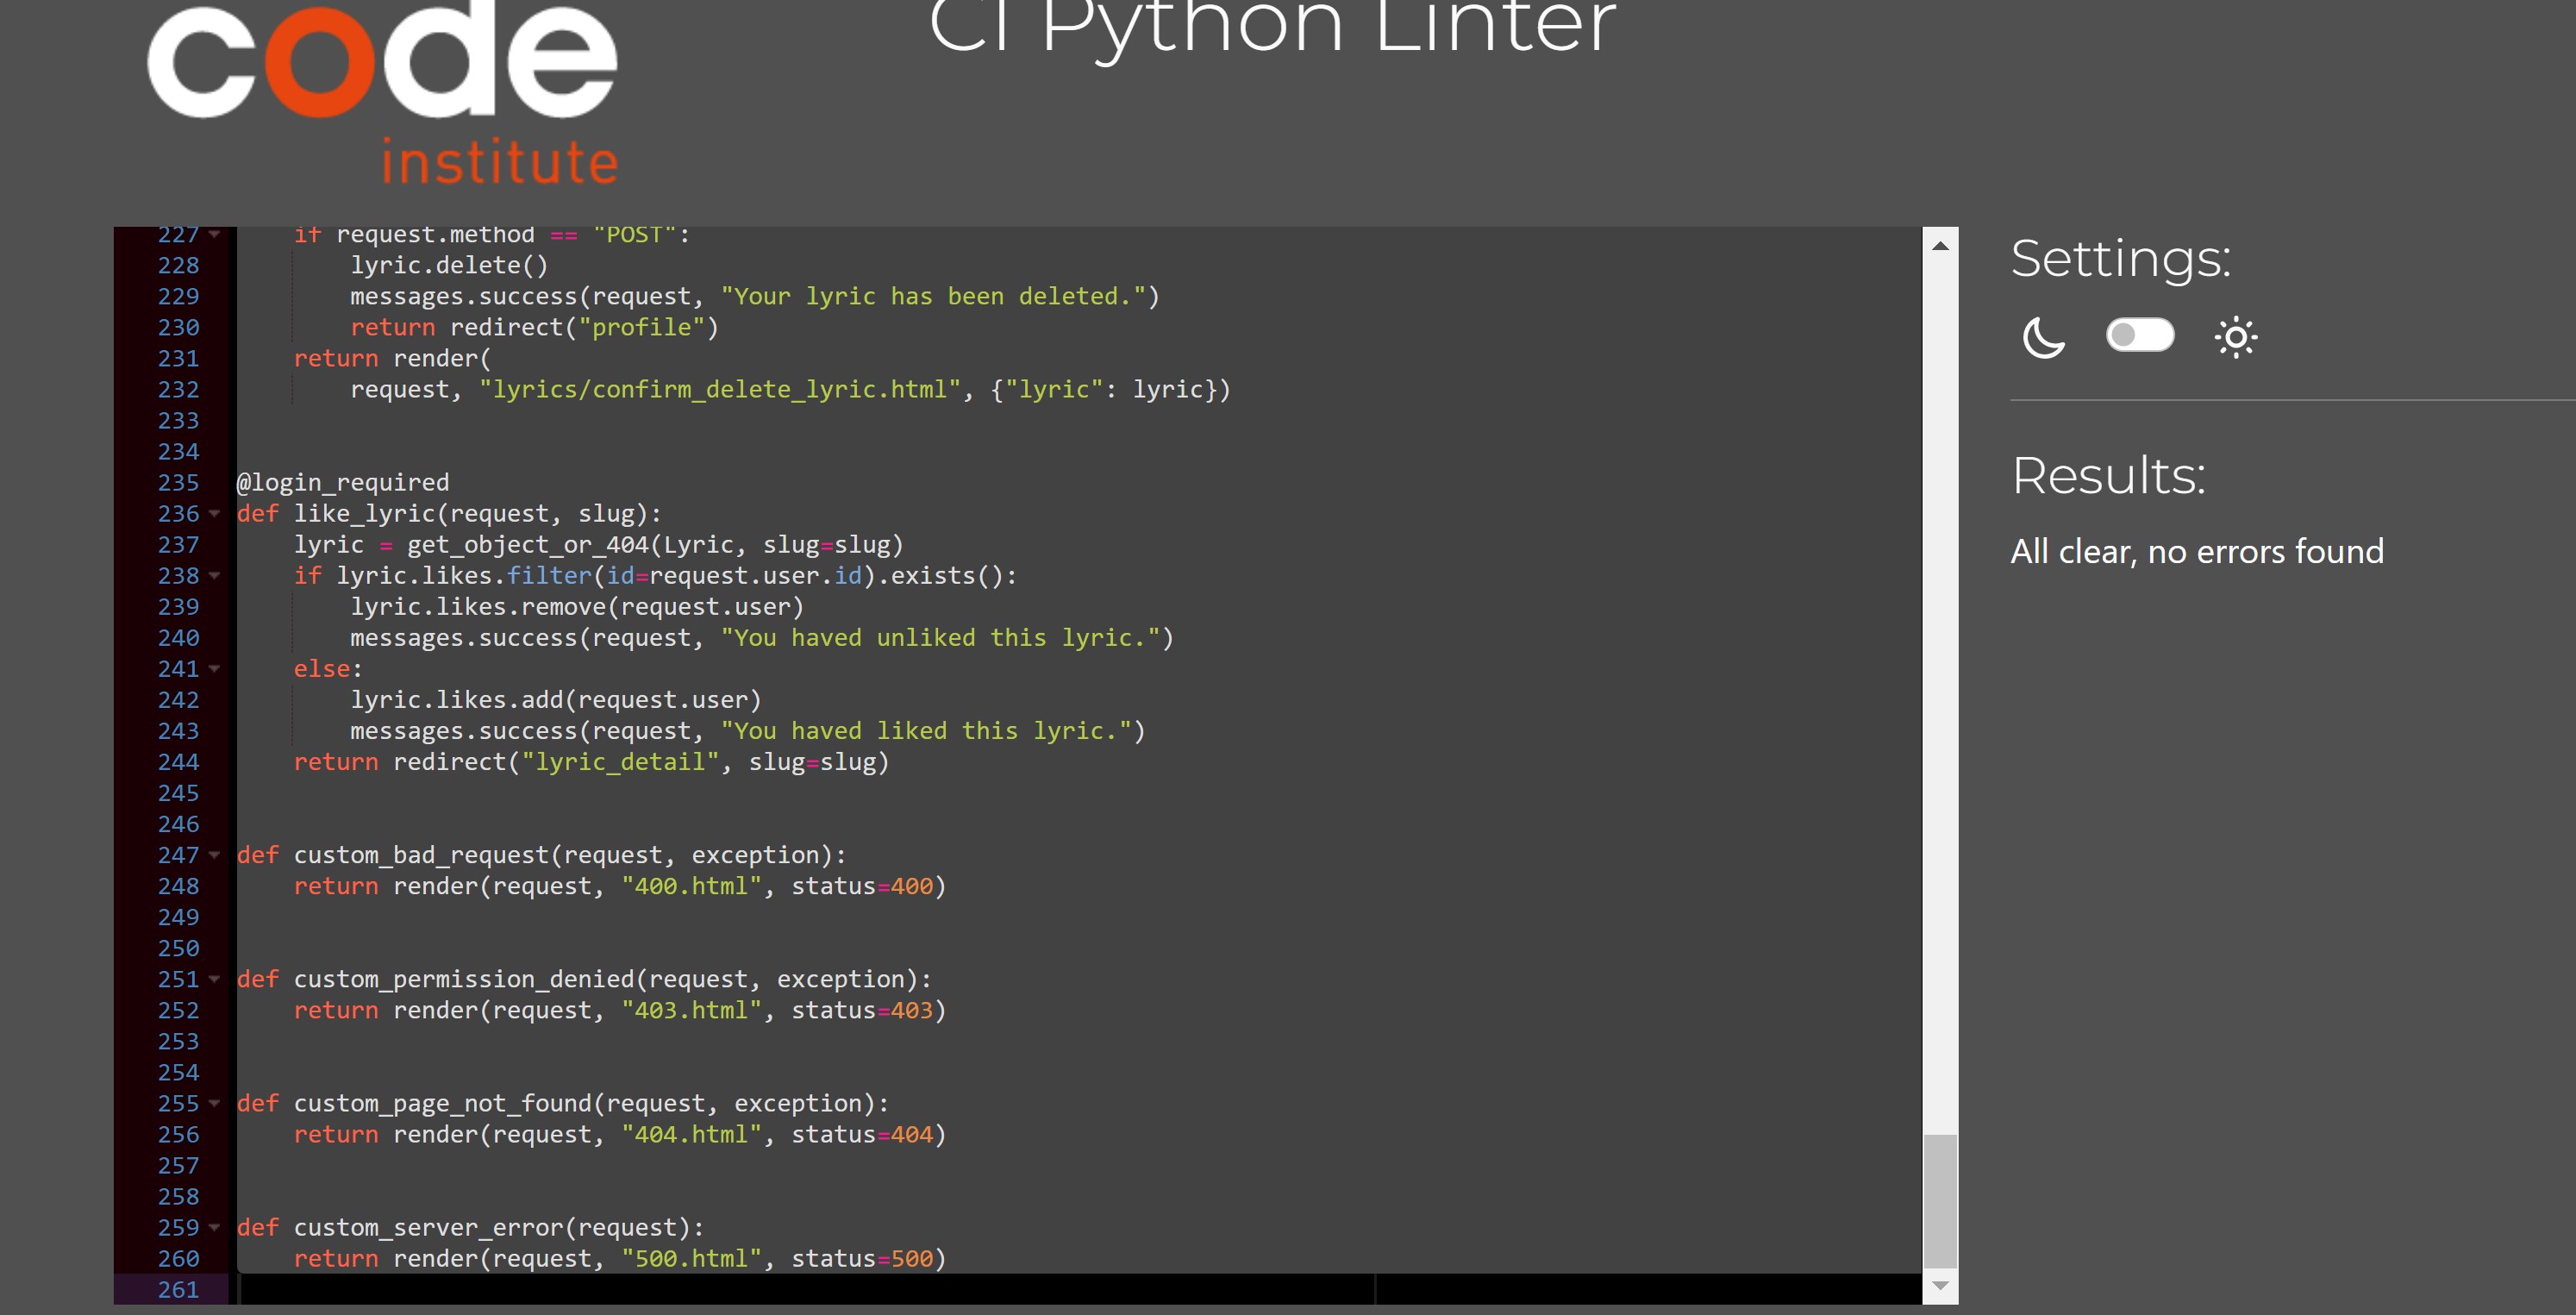 code
institute
CI Python Linter
227 if request.method == "POST":
228 lyric.delete()
229 messages.success(request, "Your lyric has been deleted.")
230 return redirect("profile")
231 return render(
232 request, "lyrics/confirm_delete_lyric.html", {"lyric": lyric})
233
234
235 @login_required
236 def like_lyric(request, slug):
237 lyric = get_object_or_404(Lyric, slug=slug)
238 if lyric.likes.filter(id=request.user.id).exists():
239 lyric.likes.remove(request.user)
240 messages.success(request, "You haved unliked this lyric.")
241 else:
242 lyric.likes.add(request.user)
243 messages.success(request, "You haved liked this lyric.")
244 return redirect("lyric_detail", slug=slug)
245
246
247 def custom_bad_request(request, exception):
248 return render(request, "400.html", status=400)
249
250
251 def custom_permission_denied(request, exception):
252 return render(request, "403.html", status=403)
253
254
255 def custom_page_not_found(request, exception):
256 return render(request, "404.html", status=404)
257
258
259 def custom_server_error(request):
260 return render(request, "500.html", status=500)
261
Settings:
Results:
All clear, no errors found